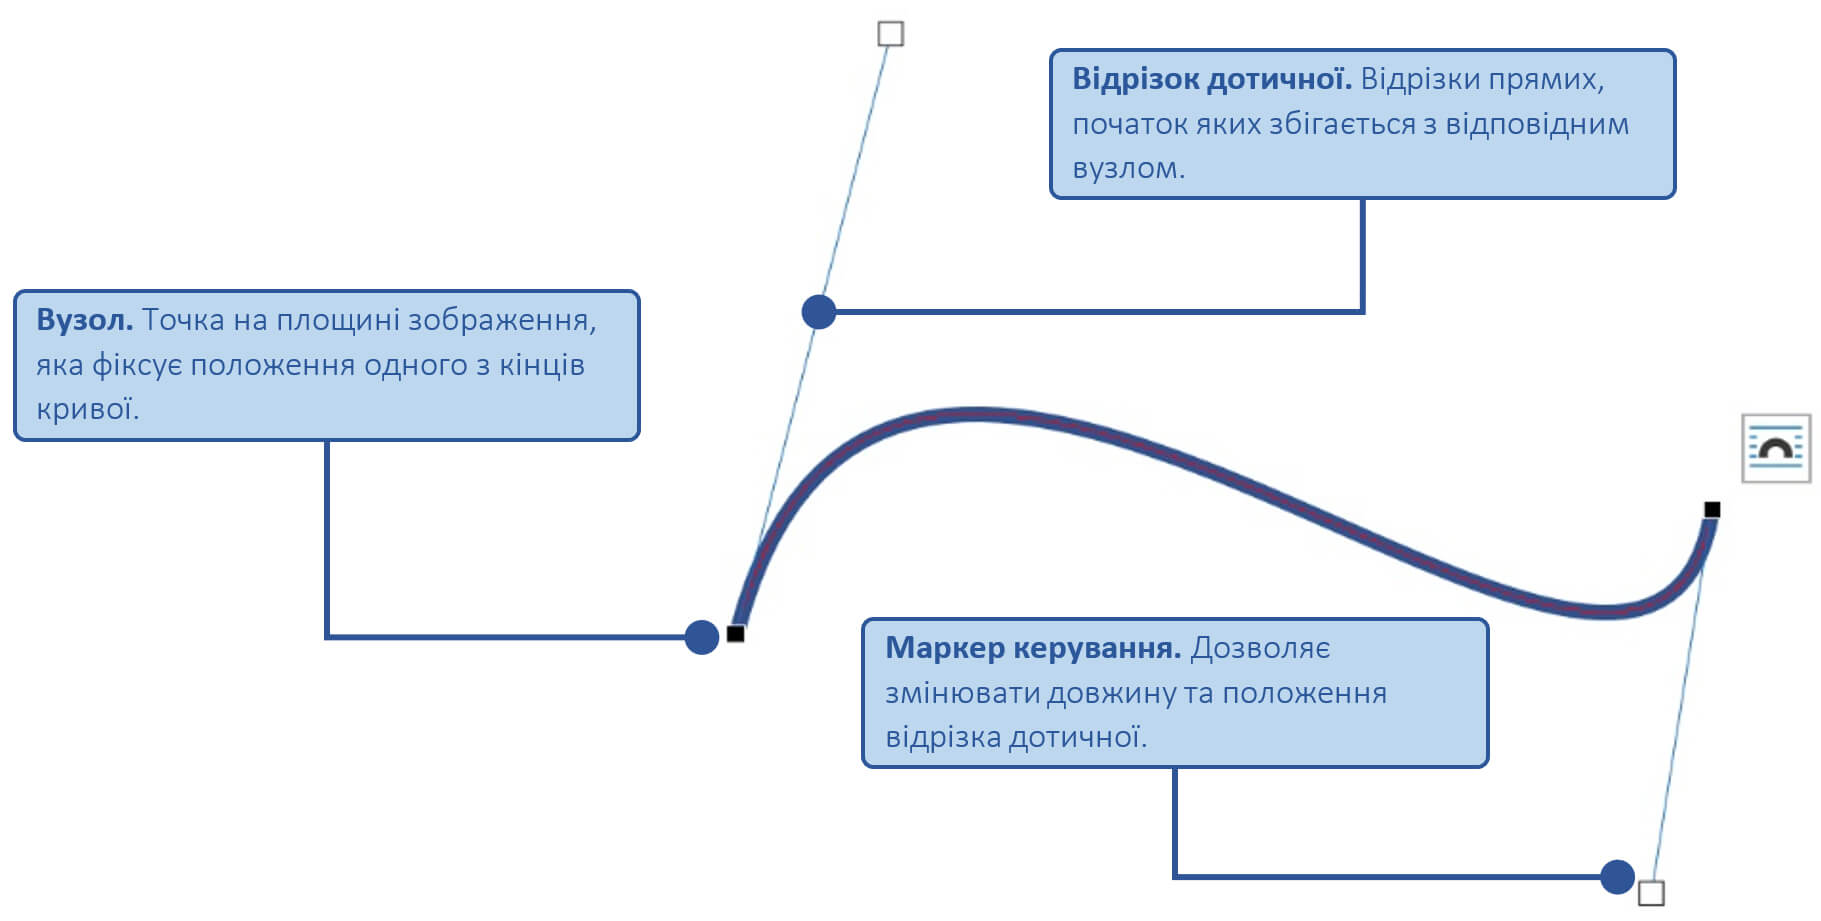 Відрізок дотичної. Відрізки прямих,
початок яких збігається з відповідним
вузлом.
Вузол. Точка на площині зображення,
яка фіксує положення одного з кінців
кривої.
Маркер керування. Дозволяє
змінювати довжину та положення
відрізка дотичної.